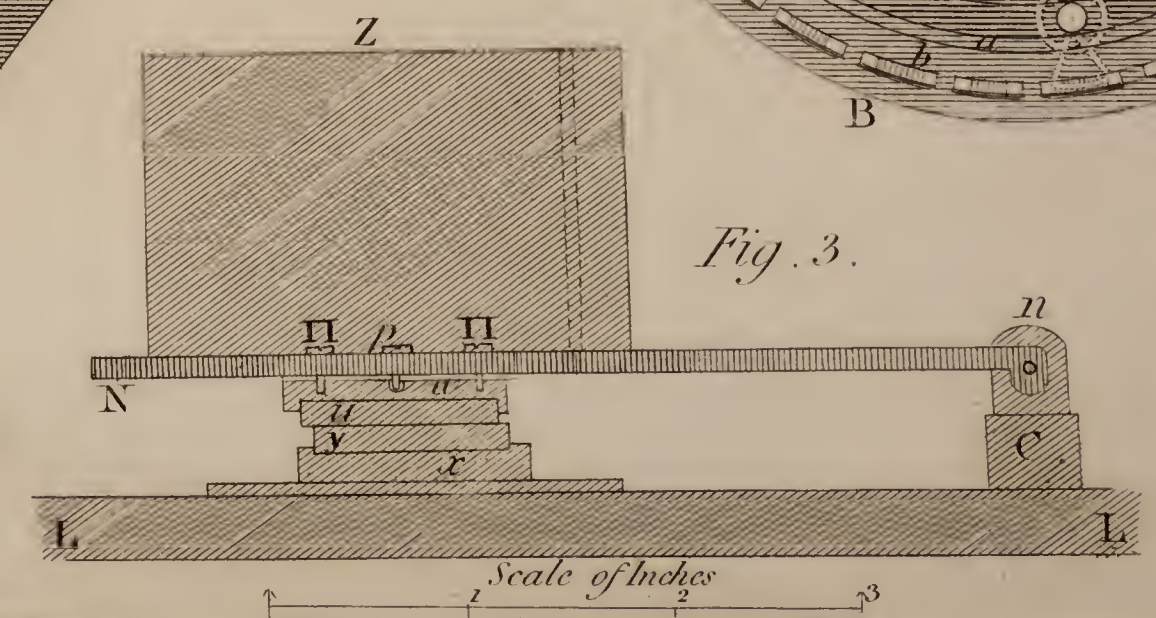 Z
a
b
B
Fig. 3.
n
Π p Π
N
u
u
y
x
C.
L L
Scale of Inches
1 2 3